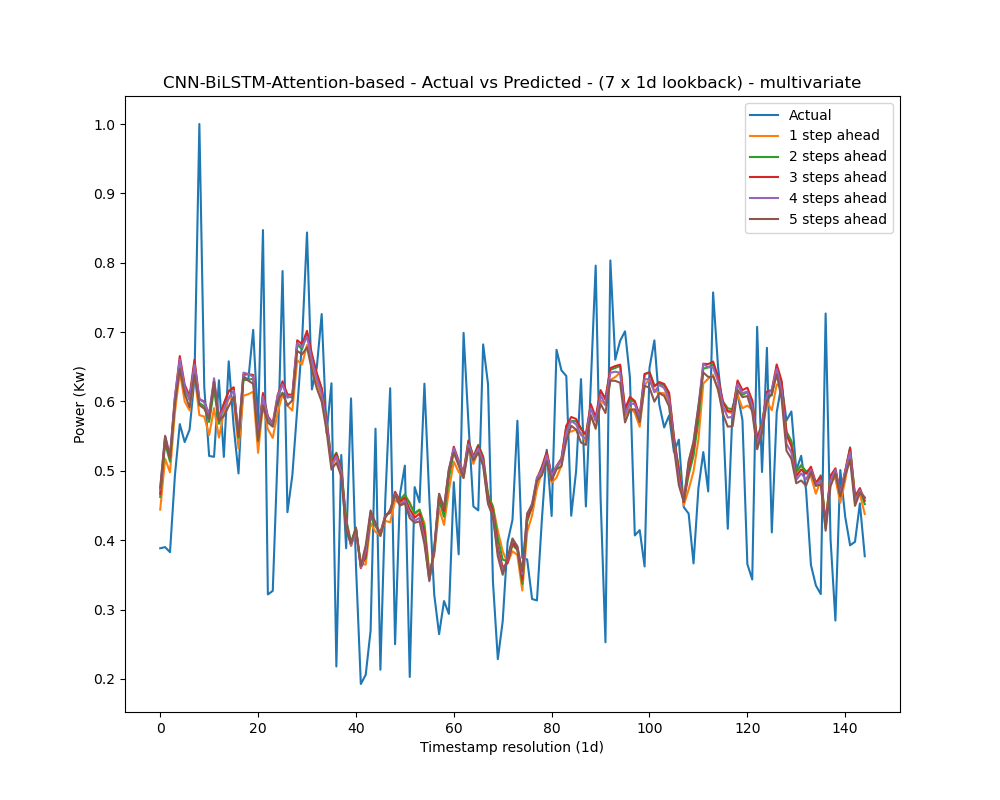 CNN-BiLSTM-Attention-based - Actual vs Predicted - (7 x 1d lookback) - multivariate
Actual
1 step ahead
2 steps ahead
3 steps ahead
4 steps ahead
5 steps ahead
Power (Kw)
1.0
0.9
0.8
0.7
0.6
0.5
0.4
0.3
0.2
0 20 40 60 80 100 120 140
Timestamp resolution (1d)